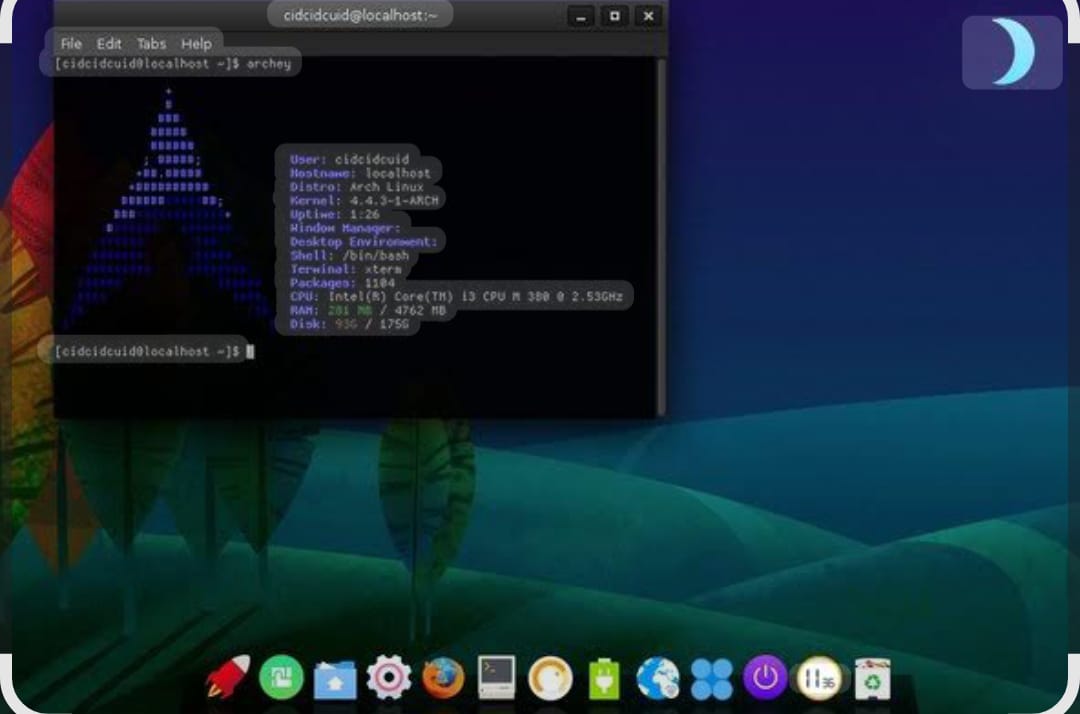 cidcidcuid@localhost:~
File Edit Tabs Help
[cidcidcuid@localhost ~]$ archey
User: cidcidcuid
Hostname: localhost
Distro: Arch Linux
Kernel: 4.4.3-1-ARCH
Uptime: 1:26
Window Manager:
Desktop Environment:
Shell: /bin/bash
Terminal: xterm
Packages: 1104
CPU: Intel(R) Core(TM) i3 CPU M 380 @ 2.53GHz
RAM: 281 MB / 4762 MB
Disk: 93G / 175G
[cidcidcuid@localhost ~]$
11 36